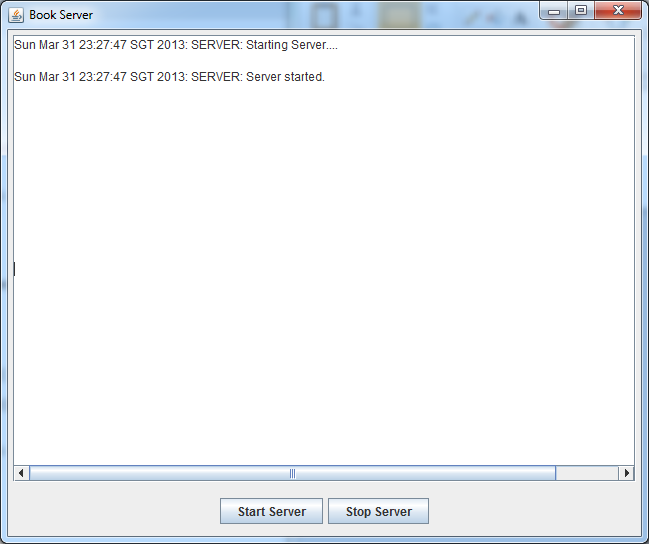 Book Server
Sun Mar 31 23:27:47 SGT 2013: SERVER: Starting Server....
Sun Mar 31 23:27:47 SGT 2013: SERVER: Server started.
Start Server
Stop Server